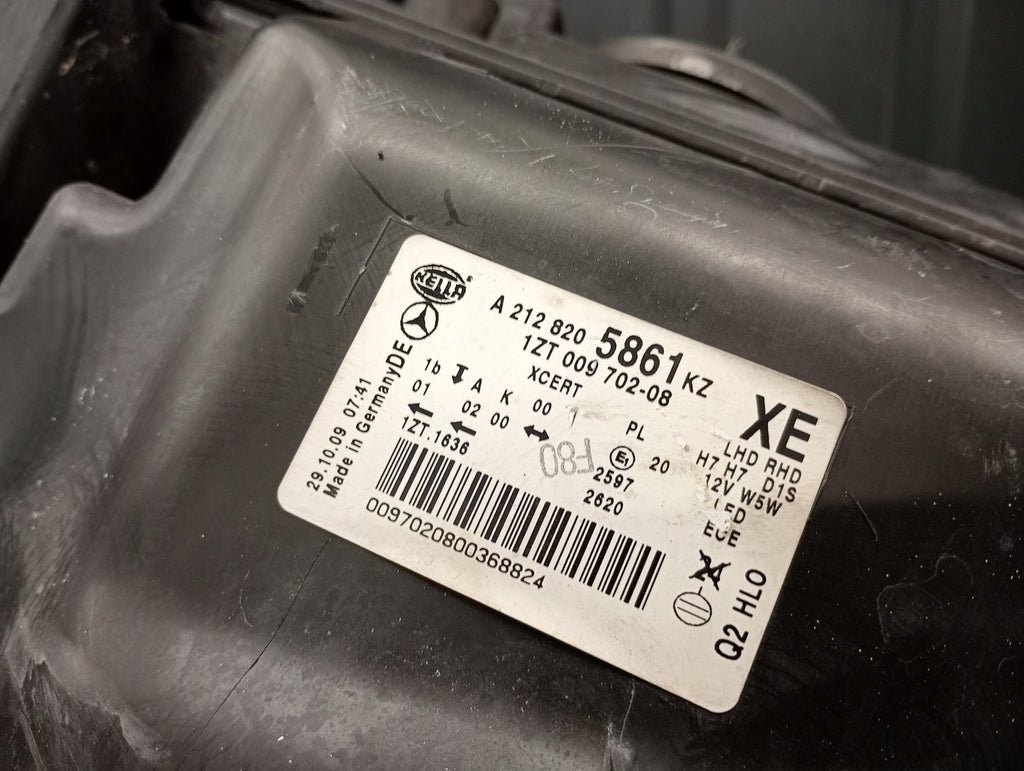 HELLA
A 212 820 5861 KZ
1ZT 009 702-08
XCERT
XE
1b A K 00
01 02 00
PL
LHD RHD
H7 H7 D1S
12V W5W
LED
ECE
E1 20
2597
2620
F80
1ZT.1636
0097020800368824
29.10.09 07:41
Made in Germany DE
24
Q2 HLO